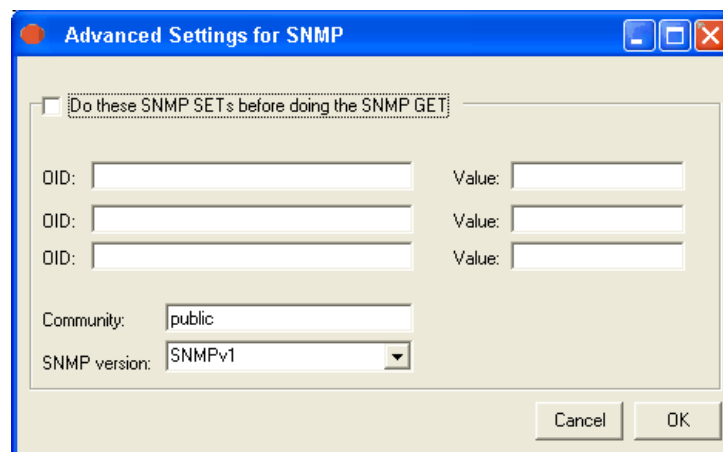 Advanced Settings for SNMP
Do these SNMP SETs before doing the SNMP GET
OID: Value:
OID: Value:
OID: Value:
Community: public
SNMP version: SNMPv1
Cancel OK